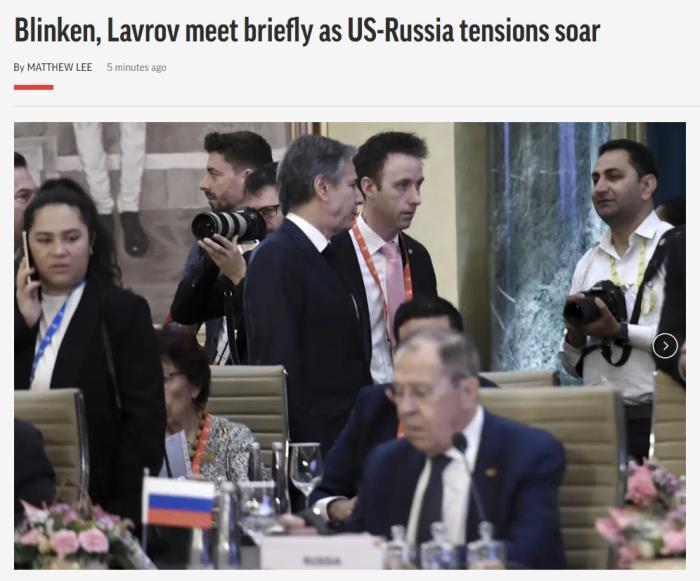 Blinken, Lavrov meet briefly as US-Russia tensions soar
By MATTHEW LEE 5 minutes ago
RUSSIA